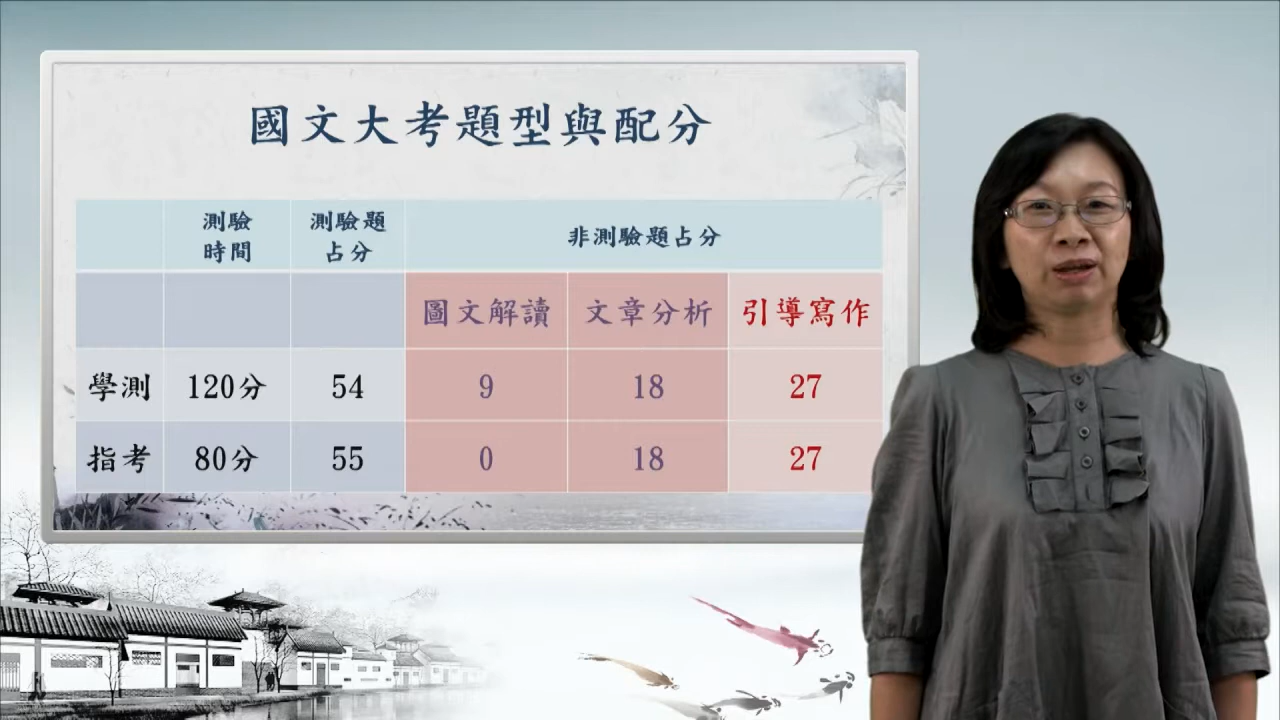 國文大考題型與配分
測驗 測驗題 非測驗題占分
時間 占分
圖文解讀 文章分析 引導寫作
學測 120分 54 9 18 27
指考 80分 55 0 18 27